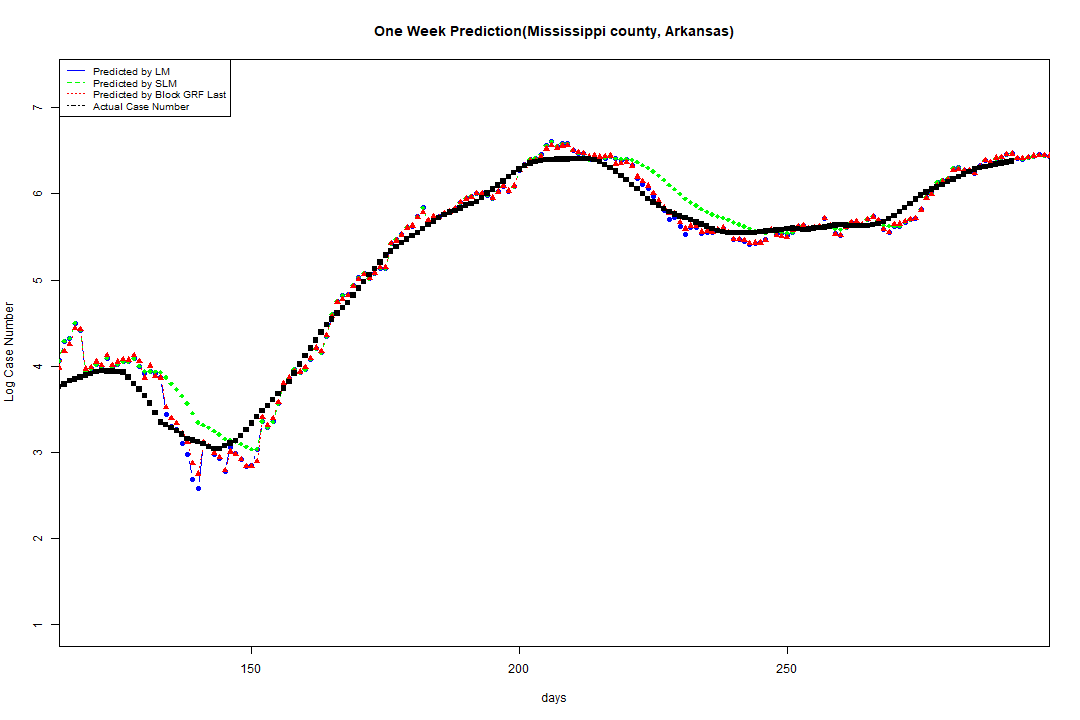 One Week Prediction(Mississippi county, Arkansas)
Predicted by LM
Predicted by SLM
Predicted by Block GRF Last
Actual Case Number
7
6
5
4
3
2
1
Log Case Number
150 200 250
days